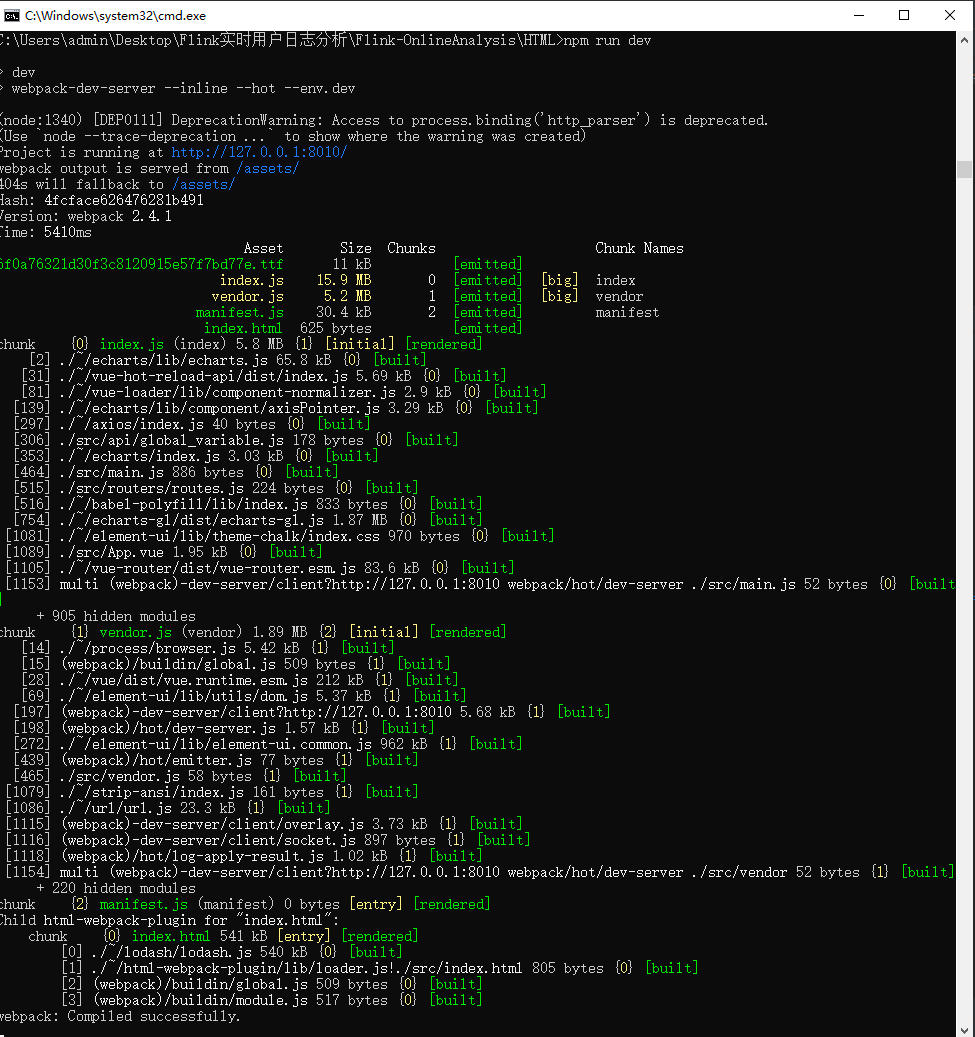 C:\Windows\system32\cmd.exe
C:\Users\admin\Desktop\Flink实时用户日志分析\Flink-OnlineAnalysis\HTML>npm run dev
> dev
> webpack-dev-server --inline --hot --env.dev
(node:1340) [DEP0111] DeprecationWarning: Access to process.binding('http_parser') is deprecated.
(Use `node --trace-deprecation ...` to show where the warning was created)
Project is running at http://127.0.0.1:8010/
webpack output is served from /assets/
404s will fallback to /assets/
Hash: 4fcface626476281b491
Version: webpack 2.4.1
Time: 5410ms
Asset Size Chunks Chunk Names
6f0a76321d30f3c8120915e57f7bd77e.ttf 11 kB [emitted]
index.js 15.9 MB 0 [emitted] [big] index
vendor.js 5.2 MB 1 [emitted] [big] vendor
manifest.js 30.4 kB 2 [emitted] manifest
index.html 625 bytes [emitted]
chunk {0} index.js (index) 5.8 MB {1} [initial] [rendered]
[2] ./~/echarts/lib/echarts.js 65.8 kB {0} [built]
[31] ./~/vue-hot-reload-api/dist/index.js 5.69 kB {0} [built]
[81] ./~/vue-loader/lib/component-normalizer.js 2.9 kB {0} [built]
[139] ./~/echarts/lib/component/axisPointer.js 3.29 kB {0} [built]
[297] ./~/axios/index.js 40 bytes {0} [built]
[306] ./src/api/global_variable.js 178 bytes {0} [built]
[353] ./~/echarts/index.js 3.03 kB {0} [built]
[464] ./src/main.js 886 bytes {0} [built]
[515] ./src/routers/routes.js 224 bytes {0} [built]
[516] ./~/babel-polyfill/lib/index.js 833 bytes {0} [built]
[754] ./~/echarts-gl/dist/echarts-gl.js 1.87 MB {0} [built]
[1081] ./~/element-ui/lib/theme-chalk/index.css 970 bytes {0} [built]
[1089] ./src/App.vue 1.95 kB {0} [built]
[1105] ./~/vue-router/dist/vue-router.esm.js 83.6 kB {0} [built]
[1153] multi (webpack)-dev-server/client?http://127.0.0.1:8010 webpack/hot/dev-server ./src/main.js 52 bytes {0} [built
]
+ 905 hidden modules
chunk {1} vendor.js (vendor) 1.89 MB {2} [initial] [rendered]
[14] ./~/process/browser.js 5.42 kB {1} [built]
[15] (webpack)/buildin/global.js 509 bytes {1} [built]
[28] ./~/vue/dist/vue.runtime.esm.js 212 kB {1} [built]
[69] ./~/element-ui/lib/utils/dom.js 5.37 kB {1} [built]
[197] (webpack)-dev-server/client?http://127.0.0.1:8010 5.68 kB {1} [built]
[198] (webpack)/hot/dev-server.js 1.57 kB {1} [built]
[272] ./~/element-ui/lib/element-ui.common.js 962 kB {1} [built]
[439] (webpack)/hot/emitter.js 77 bytes {1} [built]
[465] ./src/vendor.js 58 bytes {1} [built]
[1079] ./~/strip-ansi/index.js 161 bytes {1} [built]
[1086] ./~/url/url.js 23.3 kB {1} [built]
[1115] (webpack)-dev-server/client/overlay.js 3.73 kB {1} [built]
[1116] (webpack)-dev-server/client/socket.js 897 bytes {1} [built]
[1118] (webpack)/hot/log-apply-result.js 1.02 kB {1} [built]
[1154] multi (webpack)-dev-server/client?http://127.0.0.1:8010 webpack/hot/dev-server ./src/vendor 52 bytes {1} [built]
+ 220 hidden modules
chunk {2} manifest.js (manifest) 0 bytes [entry] [rendered]
Child html-webpack-plugin for "index.html":
chunk {0} index.html 541 kB [entry] [rendered]
[0] ./~/lodash/lodash.js 540 kB {0} [built]
[1] ./~/html-webpack-plugin/lib/loader.js!./src/index.html 805 bytes {0} [built]
[2] (webpack)/buildin/global.js 509 bytes {0} [built]
[3] (webpack)/buildin/module.js 517 bytes {0} [built]
webpack: Compiled successfully.